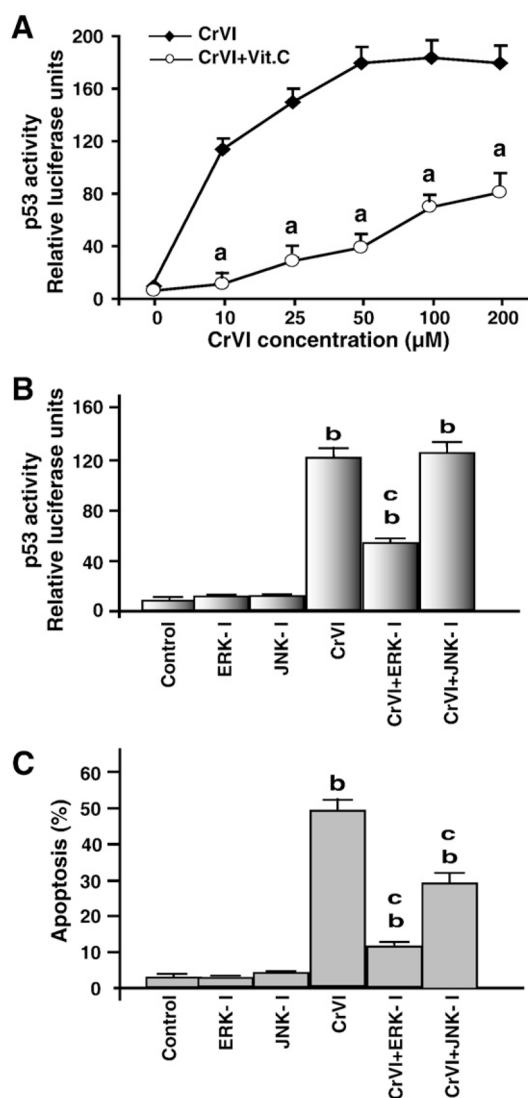 A
CrVI
CrVI+Vit.C
p53 activity
Relative luciferase units
200
160
120
80
40
0
a
a
a
a
a
0 10 25 50 100 200
CrVI concentration (µM)
B
p53 activity
Relative luciferase units
160
120
80
40
0
b
c
b
b
Control
ERK- I
JNK- I
CrVI
CrVI+ERK- I
CrVI+JNK- I
C
Apoptosis (%)
60
50
40
30
20
10
0
b
c
b
c
b
Control
ERK- I
JNK- I
CrVI
CrVI+ERK- I
CrVI+JNK- I